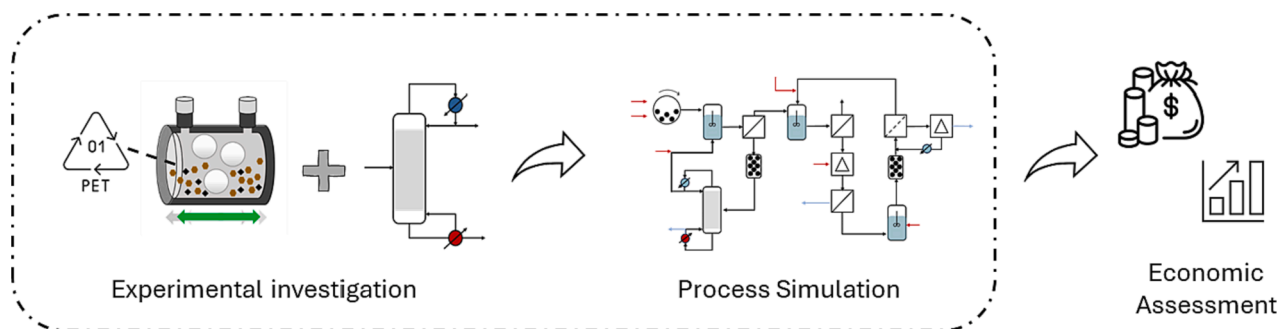 01
PET
$
Experimental investigation
Process Simulation
Economic
Assessment